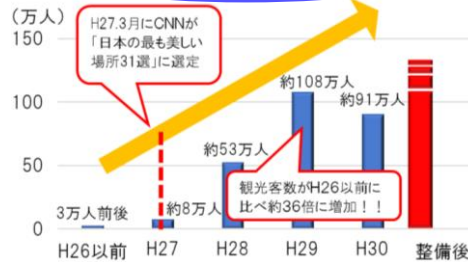 (万人)
150
100
50
0
H27.3月にCNNが
「日本の最も美しい
場所31選」に選定
3万人前後
約8万人
約53万人
約108万人
約91万人
観光客数がH26以前に
比べ約36倍に増加！！
H26以前 H27 H28 H29 H30 整備後